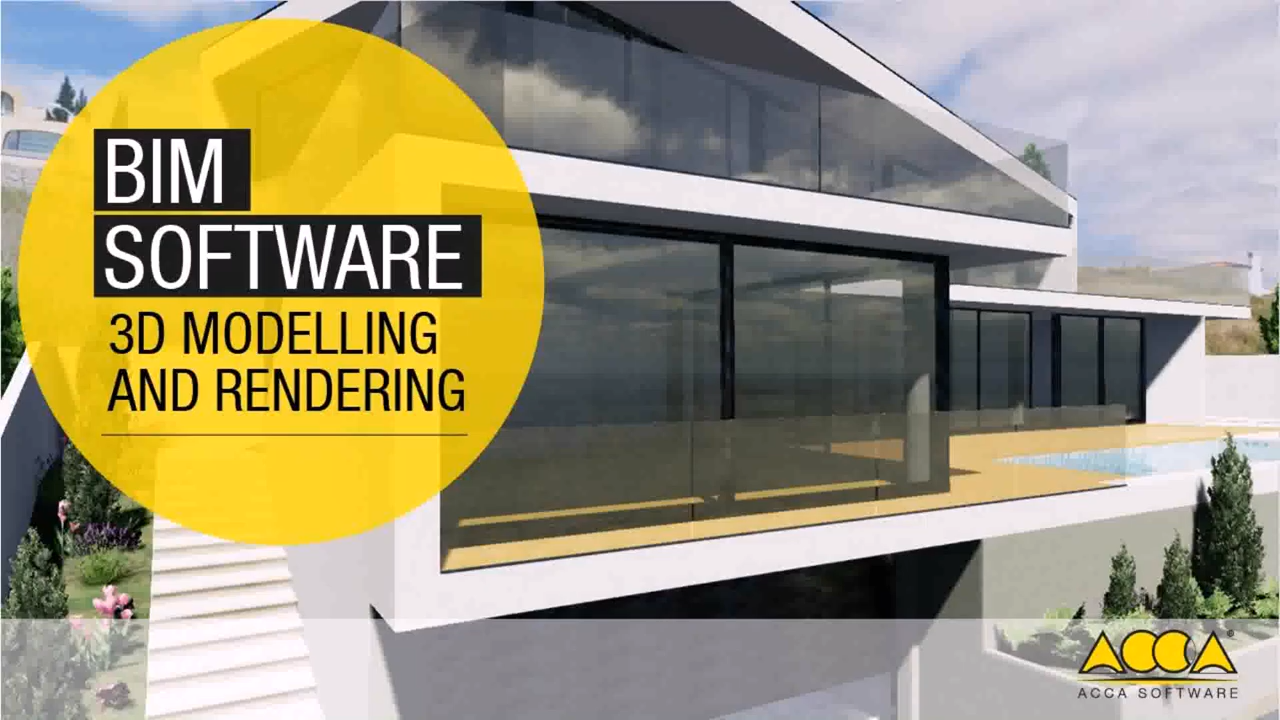 BIM
SOFTWARE
3D MODELLING
AND RENDERING
ACCA®
ACCA SOFTWARE